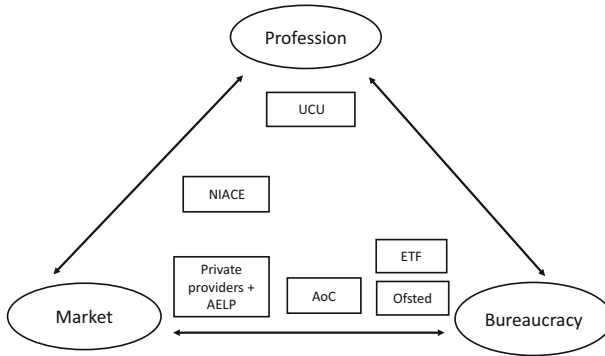 Profession
UCU
NIACE
ETF
Private
providers +
AELP
AoC
Ofsted
Market
Bureaucracy